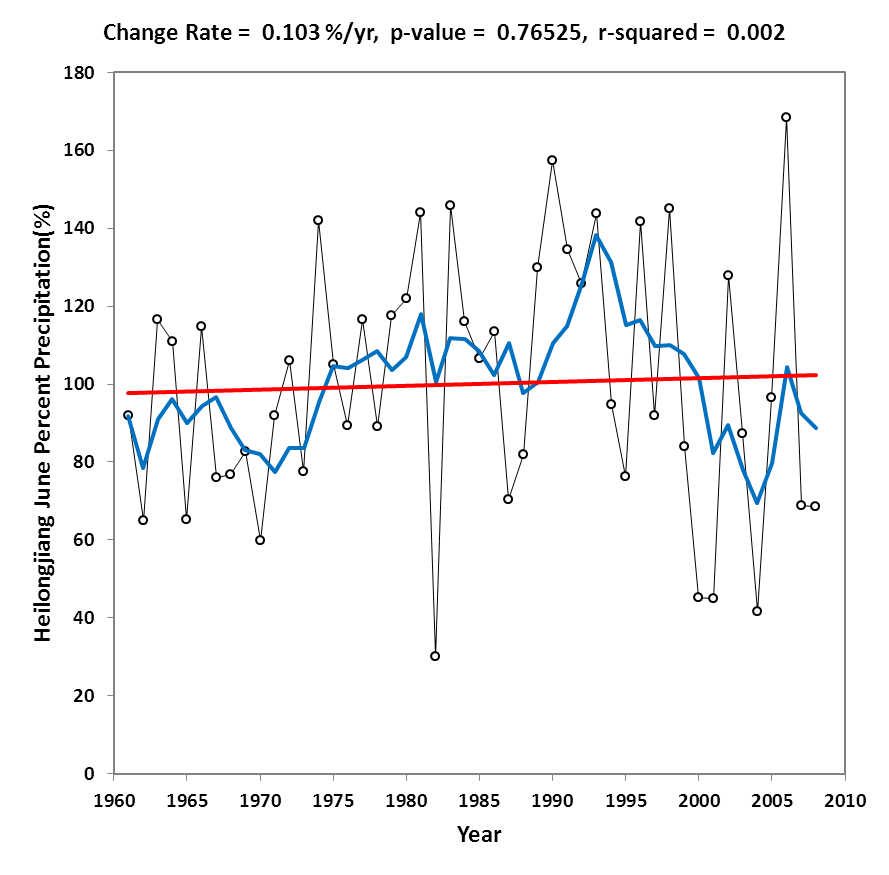 Change Rate = 0.103 %/yr, p-value = 0.76525, r-squared = 0.002
Heilongjiang June Percent Precipitation(%)
180
160
140
120
100
80
60
40
20
0
1960 1965 1970 1975 1980 1985 1990 1995 2000 2005 2010
Year